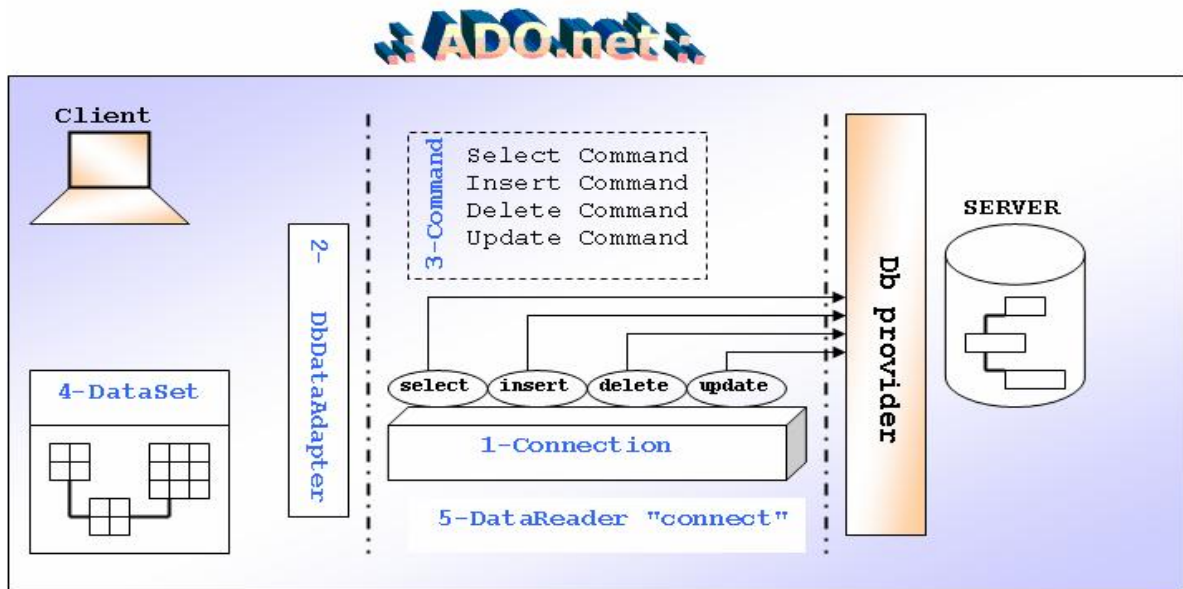 .: ADO.net :.
Client
3-Command
Select Command
Insert Command
Delete Command
Update Command
SERVER
2- DbDataAdapter
Db provider
4-DataSet
select insert delete update
1-Connection
5-DataReader "connect"